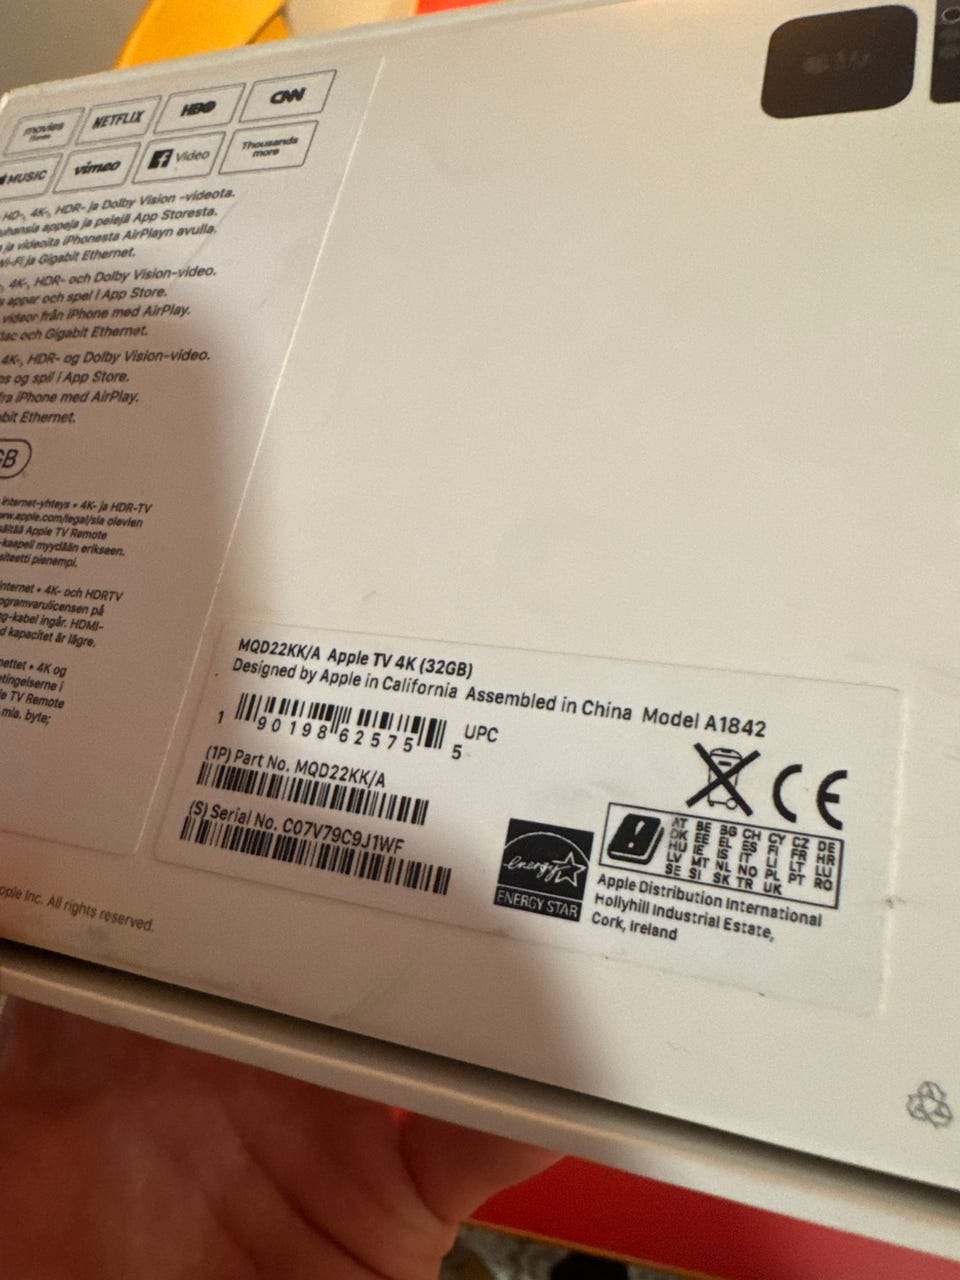 movies
NETFLIX
HBO
CNN
MUSIC
vimeo
Video
Thousands
more
HD-, 4K-, HDR- ja Dolby Vision -videota.
appeja ja pelejä App Storesta.
ja videoita iPhonesta AirPlayn avulla.
Wi-Fi ja Gigabit Ethernet.
, 4K-, HDR- och Dolby Vision-video.
appar och spel i App Store.
videor från iPhone med AirPlay.
och Gigabit Ethernet.
4K-, HDR- og Dolby Vision-video.
og spil i App Store.
fra iPhone med AirPlay.
Ethernet.
GB
internet-yhteys • 4K- ja HDR-TV
www.apple.com/legal/sla olevien
Apple TV Remote
-kaapeli myydään erikseen.
pienempi.
internet • 4K- och HDTV
på
-kabel ingår. HDMI-
kapacitet är lägre.
• 4K og
i
TV Remote
mia. byte;
Apple Inc. All rights reserved.
MQD22KK/A Apple TV 4K (32GB)
Designed by Apple in California Assembled in China Model A1842
1 90198 62575 5 UPC
(1P) Part No. MQD22KK/A
(S) Serial No. C07V79C9J1WF
CE
energy
ENERGY STAR
AT BE BG CH CY CZ DE
DK EE EL ES FI FR HR
HU IE IS IT LI LT LU
LV MT NL NO PL PT RO
SE SI SK TR UK
Apple Distribution International
Hollyhill Industrial Estate,
Cork, Ireland